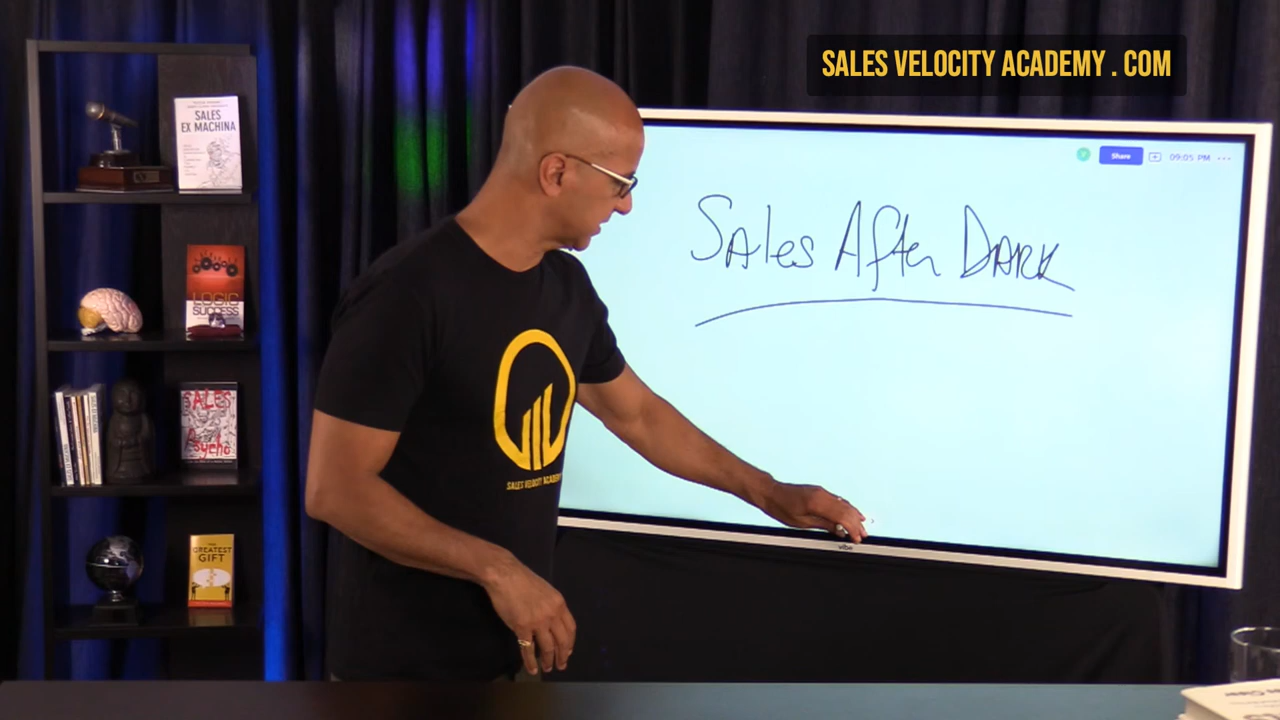 SALES VELOCITY ACADEMY . COM
SALES
EX MACHINA
Share
09:05 PM
Sales After DARK
LOGIC
SUCCESS
SALES
Psycho
SALES VELOCITY ACADEMY
THE
GREATEST
GIFT
vibe